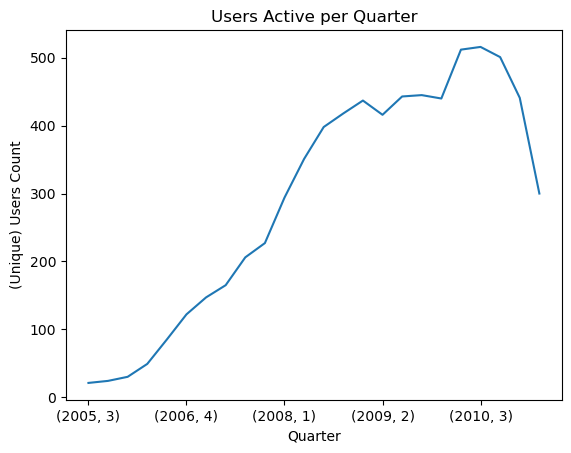 Users Active per Quarter
(Unique) Users Count
500
400
300
200
100
0
(2005, 3) (2006, 4) (2008, 1) (2009, 2) (2010, 3)
Quarter